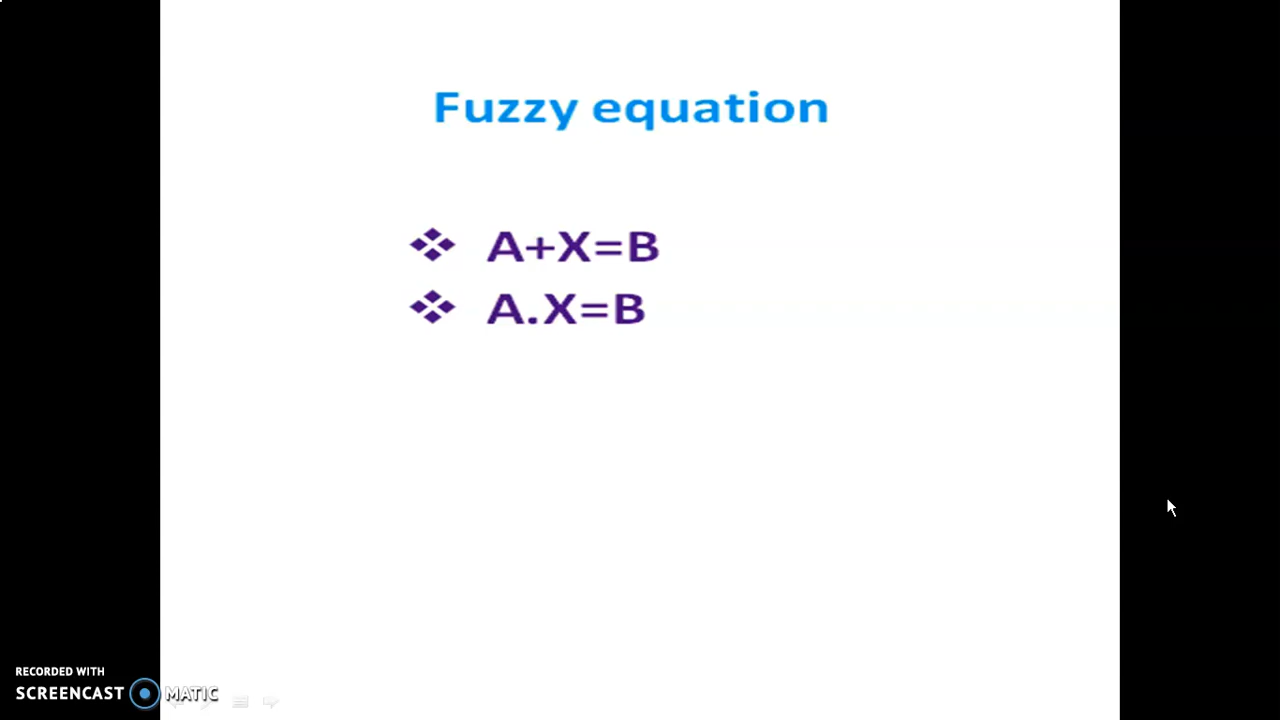 Fuzzy equation
A+X=B
A.X=B
RECORDED WITH
SCREENCAST MATIC